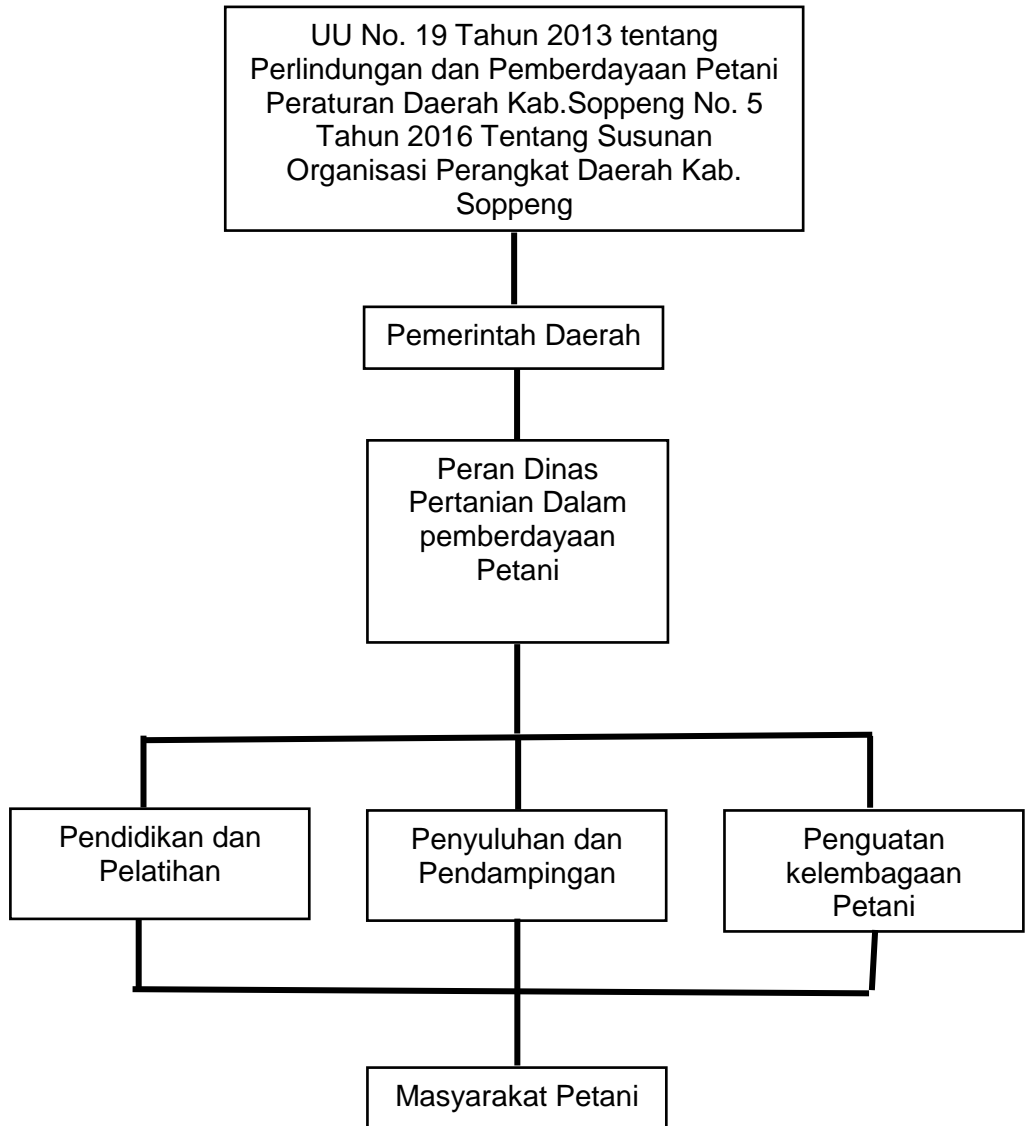 UU No. 19 Tahun 2013 tentang
Perlindungan dan Pemberdayaan Petani
Peraturan Daerah Kab.Soppeng No. 5
Tahun 2016 Tentang Susunan
Organisasi Perangkat Daerah Kab.
Soppeng
Pemerintah Daerah
Peran Dinas
Pertanian Dalam
pemberdayaan
Petani
Pendidikan dan
Pelatihan
Penyuluhan dan
Pendampingan
Penguatan
kelembagaan
Petani
Masyarakat Petani